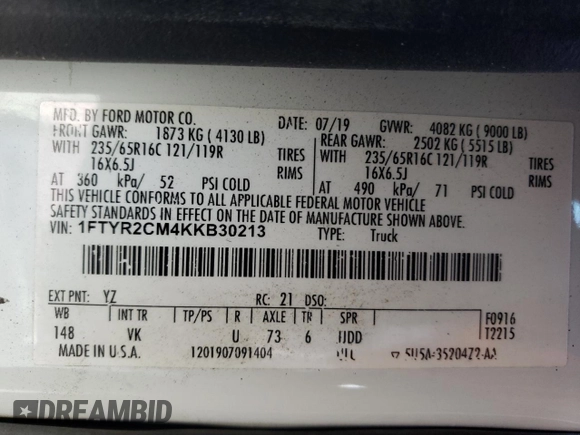 MFD. BY FORD MOTOR CO. DATE: 07/19 GVWR: 4082 KG ( 9000 LB)
FRONT GAWR: 1873 KG ( 4130 LB) REAR GAWR: 2502 KG ( 5515 LB)
WITH 235/65R16C 121/119R TIRES WITH 235/65R16C 121/119R TIRES
16X6.5J RIMS 16X6.5J RIMS
AT 360 kPa/ 52 PSI COLD AT 490 kPa/ 71 PSI COLD
THIS VEHICLE CONFORMS TO ALL APPLICABLE FEDERAL MOTOR VEHICLE
SAFETY STANDARDS IN EFFECT ON THE DATE OF MANUFACTURE SHOWN ABOVE.
VIN: 1FTYR2CM4KKB30213 TYPE: Truck
EXT PNT: YZ RC: 21 DSO:
WB INT TR TP/PS R AXLE TR SPR F0916
148 VK U 73 6 JJDD T2215
MADE IN U.S.A. 1201907091404
DREAMBID